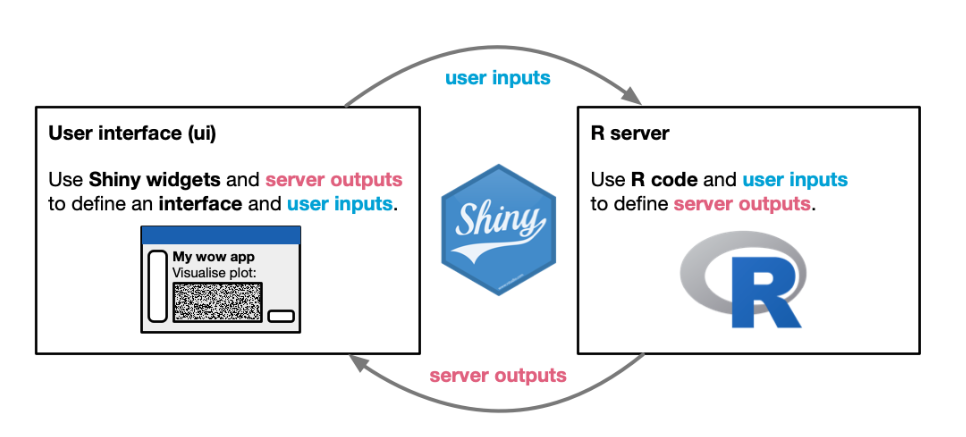 user inputs
User interface (ui)
Use Shiny widgets and server outputs
to define an interface and user inputs.
My wow app
Visualise plot:
Shiny
R server
Use R code and user inputs
to define server outputs.
R
server outputs